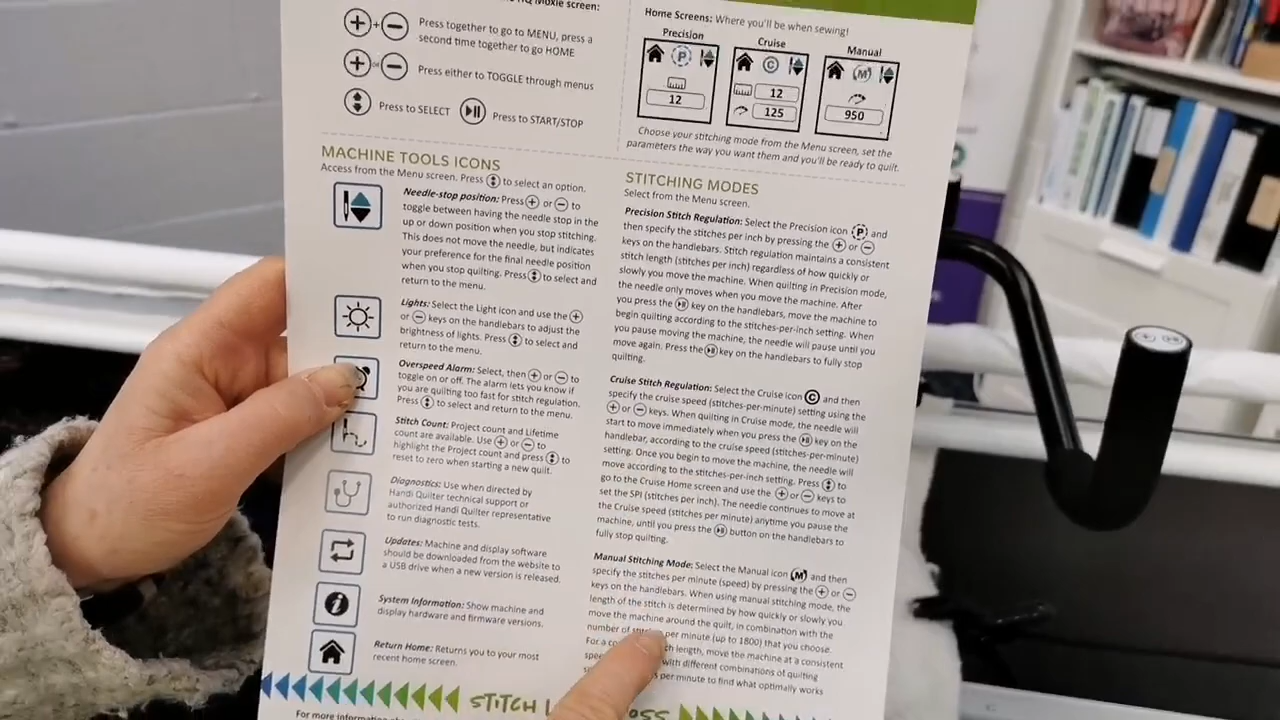 HQ Moxie screen:
+ + − Press together to go to MENU, press a
second time together to go HOME
+ or − Press either to TOGGLE through menus
Press to SELECT Press to START/STOP
Home Screens: Where you'll be when sewing!
Precision Cruise Manual
P C M
12 12 950
125
Choose your stitching mode from the Menu screen, set the
parameters the way you want them and you'll be ready to quilt.
MACHINE TOOLS ICONS
Access from the Menu screen. Press to select an option.
Needle-stop position: Press + or − to
toggle between having the needle stop in the
up or down position when you stop stitching.
This does not move the needle, but indicates
your preference for the final needle position
when you stop quilting. Press to select and
return to the menu.
Lights: Select the Light icon and use the +
or − keys on the handlebars to adjust the
brightness of lights. Press to select and
return to the menu.
Overspeed Alarm: Select, then + or − to
toggle on or off. The alarm lets you know if
you are quilting too fast for stitch regulation.
Press to select and return to the menu.
Stitch Count: Project count and Lifetime
count are available. Use + or − to
highlight the Project count and press to
reset to zero when starting a new quilt.
Diagnostics: Use when directed by
Handi Quilter technical support or
authorized Handi Quilter representative
to run diagnostic tests.
Updates: Machine and display software
should be downloaded from the website to
a USB drive when a new version is released.
System Information: Show machine and
display hardware and firmware versions.
Return Home: Returns you to your most
recent home screen.
STITCHING MODES
Select from the Menu screen.
Precision Stitch Regulation: Select the Precision icon P and
then specify the stitches per inch by pressing the + or −
keys on the handlebars. Stitch regulation maintains a consistent
stitch length (stitches per inch) regardless of how quickly or
slowly you move the machine. When quilting in Precision mode,
the needle only moves when you move the machine. After
you press the key on the handlebars, move the machine to
begin quilting according to the stitches-per-inch setting. When
you pause moving the machine, the needle will pause until you
move again. Press the key on the handlebars to fully stop
quilting.
Cruise Stitch Regulation: Select the Cruise icon C and then
specify the cruise speed (stitches-per-minute) setting using the
+ or − keys. When quilting in Cruise mode, the needle will
start to move immediately when you press the key on the
handlebar, according to the cruise speed (stitches-per-minute)
setting. Once you begin to move the machine, the needle will
move according to the stitches-per-inch setting. Press to
go to the Cruise Home screen and use the + or − keys to
set the SPI (stitches per inch). The needle continues to move at
the Cruise speed (stitches per minute) anytime you pause the
machine, until you press the button on the handlebars to
fully stop quilting.
Manual Stitching Mode: Select the Manual icon M and then
specify the stitches per minute (speed) by pressing the + or −
keys on the handlebars. When using manual stitching mode, the
length of the stitch is determined by how quickly or slowly you
move the machine around the quilt, in combination with the
number of stitches per minute (up to 1800) that you choose.
For a length, move the machine at a consistent
with different combinations of quilting
per minute to find what optimally works
STITCH
For more information